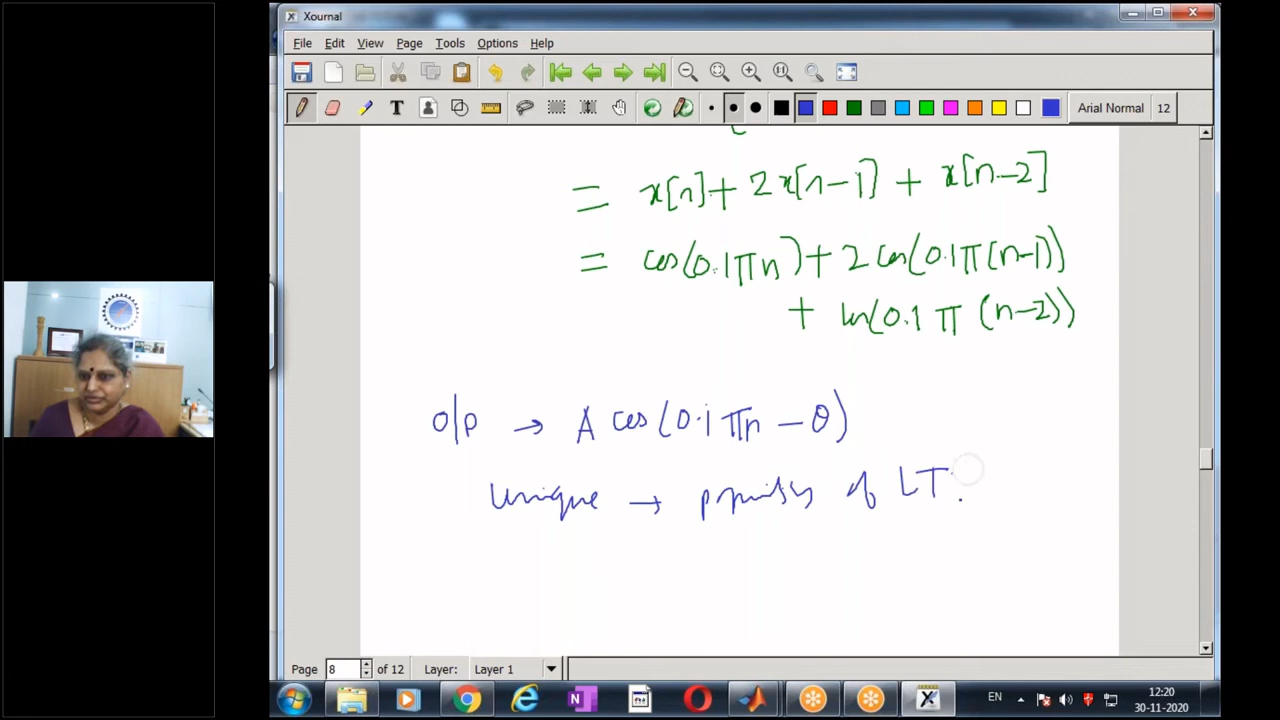 Xournal
File Edit View Page Tools Options Help
Arial Normal 12
= x[n] + 2x[n-1] + x[n-2]
= cos(0.1πn) + 2 cos(0.1π(n-1))
+ cos(0.1π (n-2))
o/p → A cos(0.1πn - θ)
Unique → of LT
Page 8 of 12 Layer: Layer 1
EN
12:20
30-11-2020